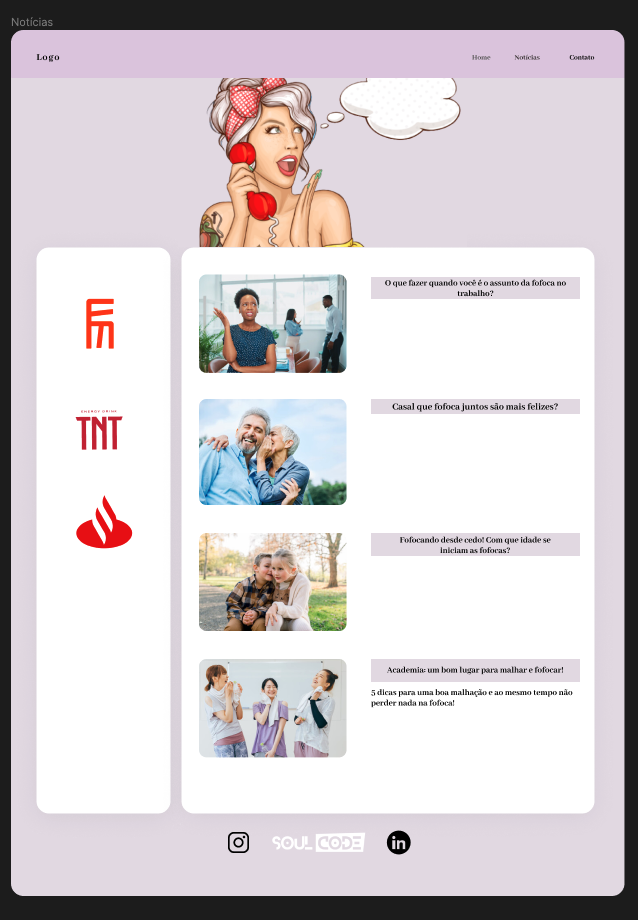 Notícias
Logo
Home
Notícias
Contato
O que fazer quando você é o assunto da fofoca no
trabalho?
ENERGY DRINK
TNT
Casal que fofoca juntos são mais felizes?
Fofocando desde cedo! Com que idade se
iniciam as fofocas?
Academia: um bom lugar para malhar e fofocar!
5 dicas para uma boa malhação e ao mesmo tempo não
perder nada na fofoca!
SOUL CODE
in